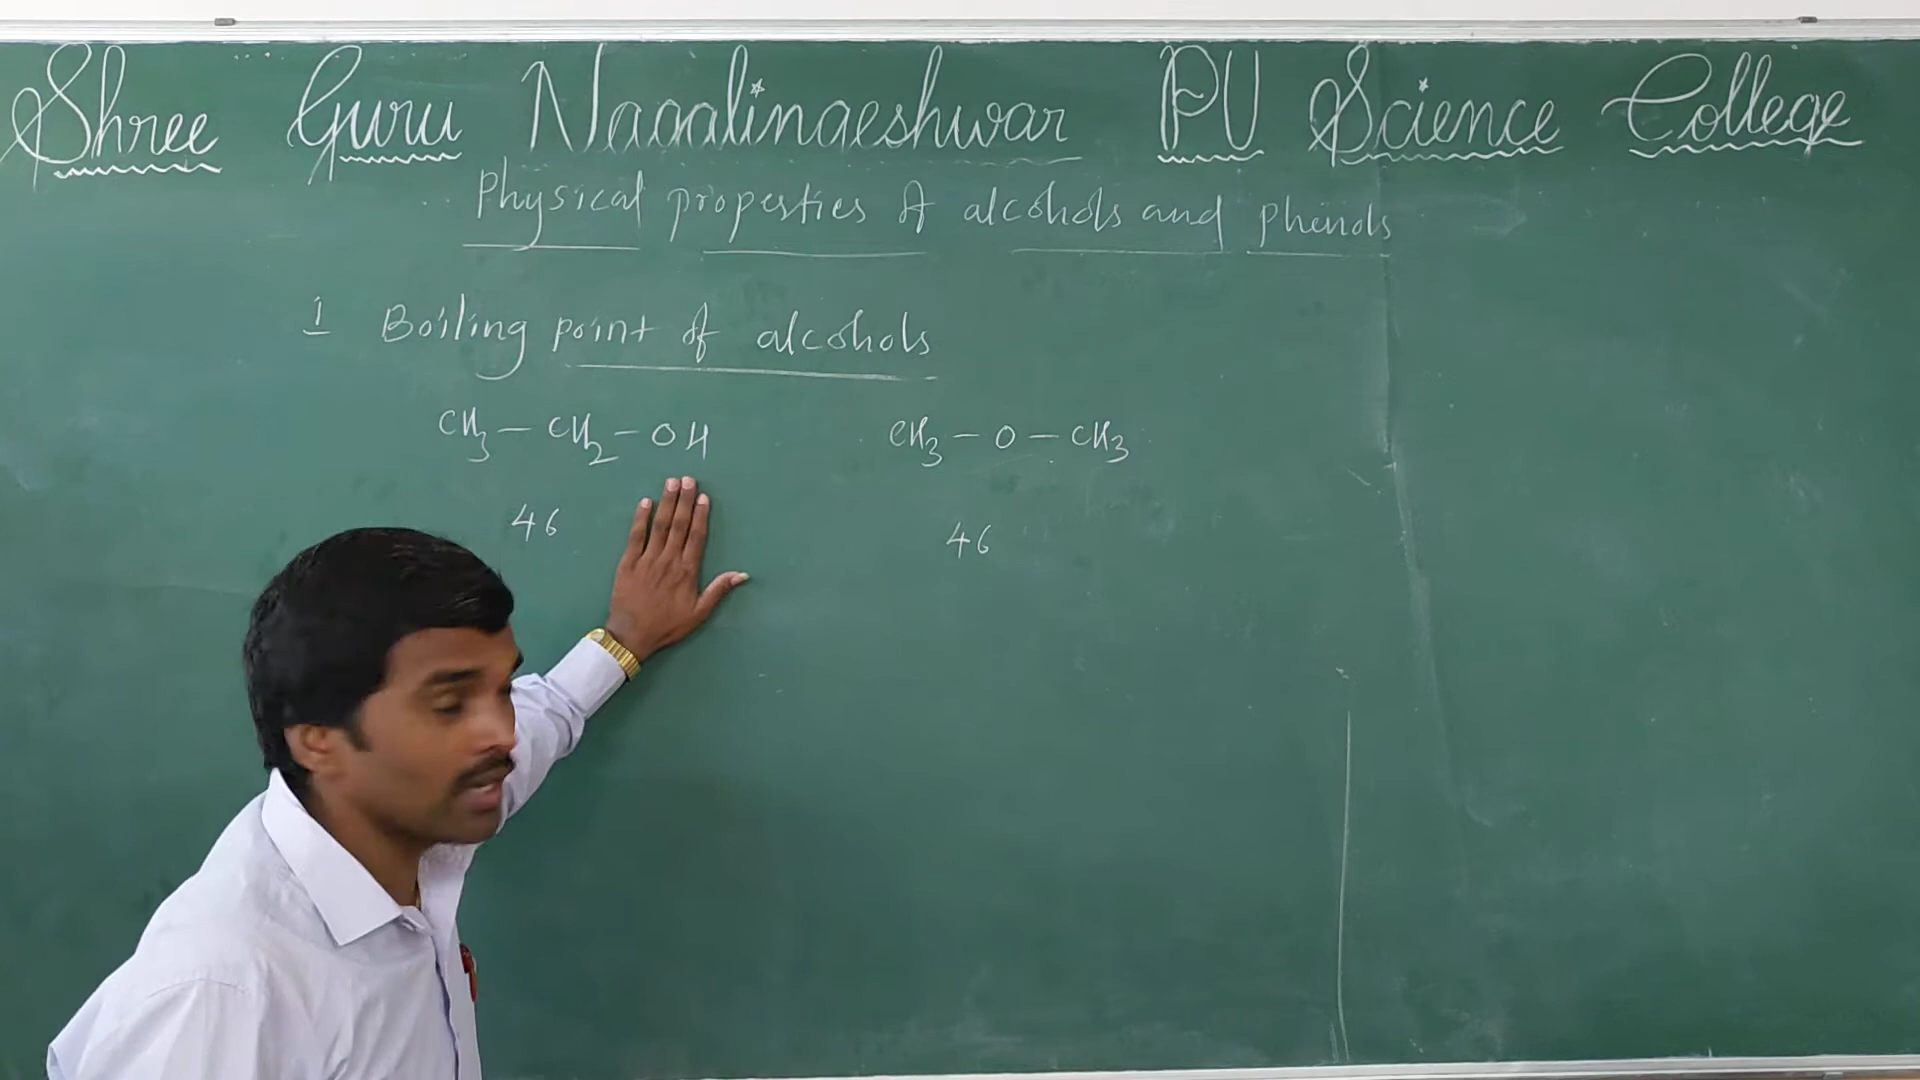 Shree Guru Nagalingeshwar PU Science College
Physical properties of alcohols and phenols
1 Boiling point of alcohols
CH3 - CH2 - OH CH3 - O - CH3
46 46